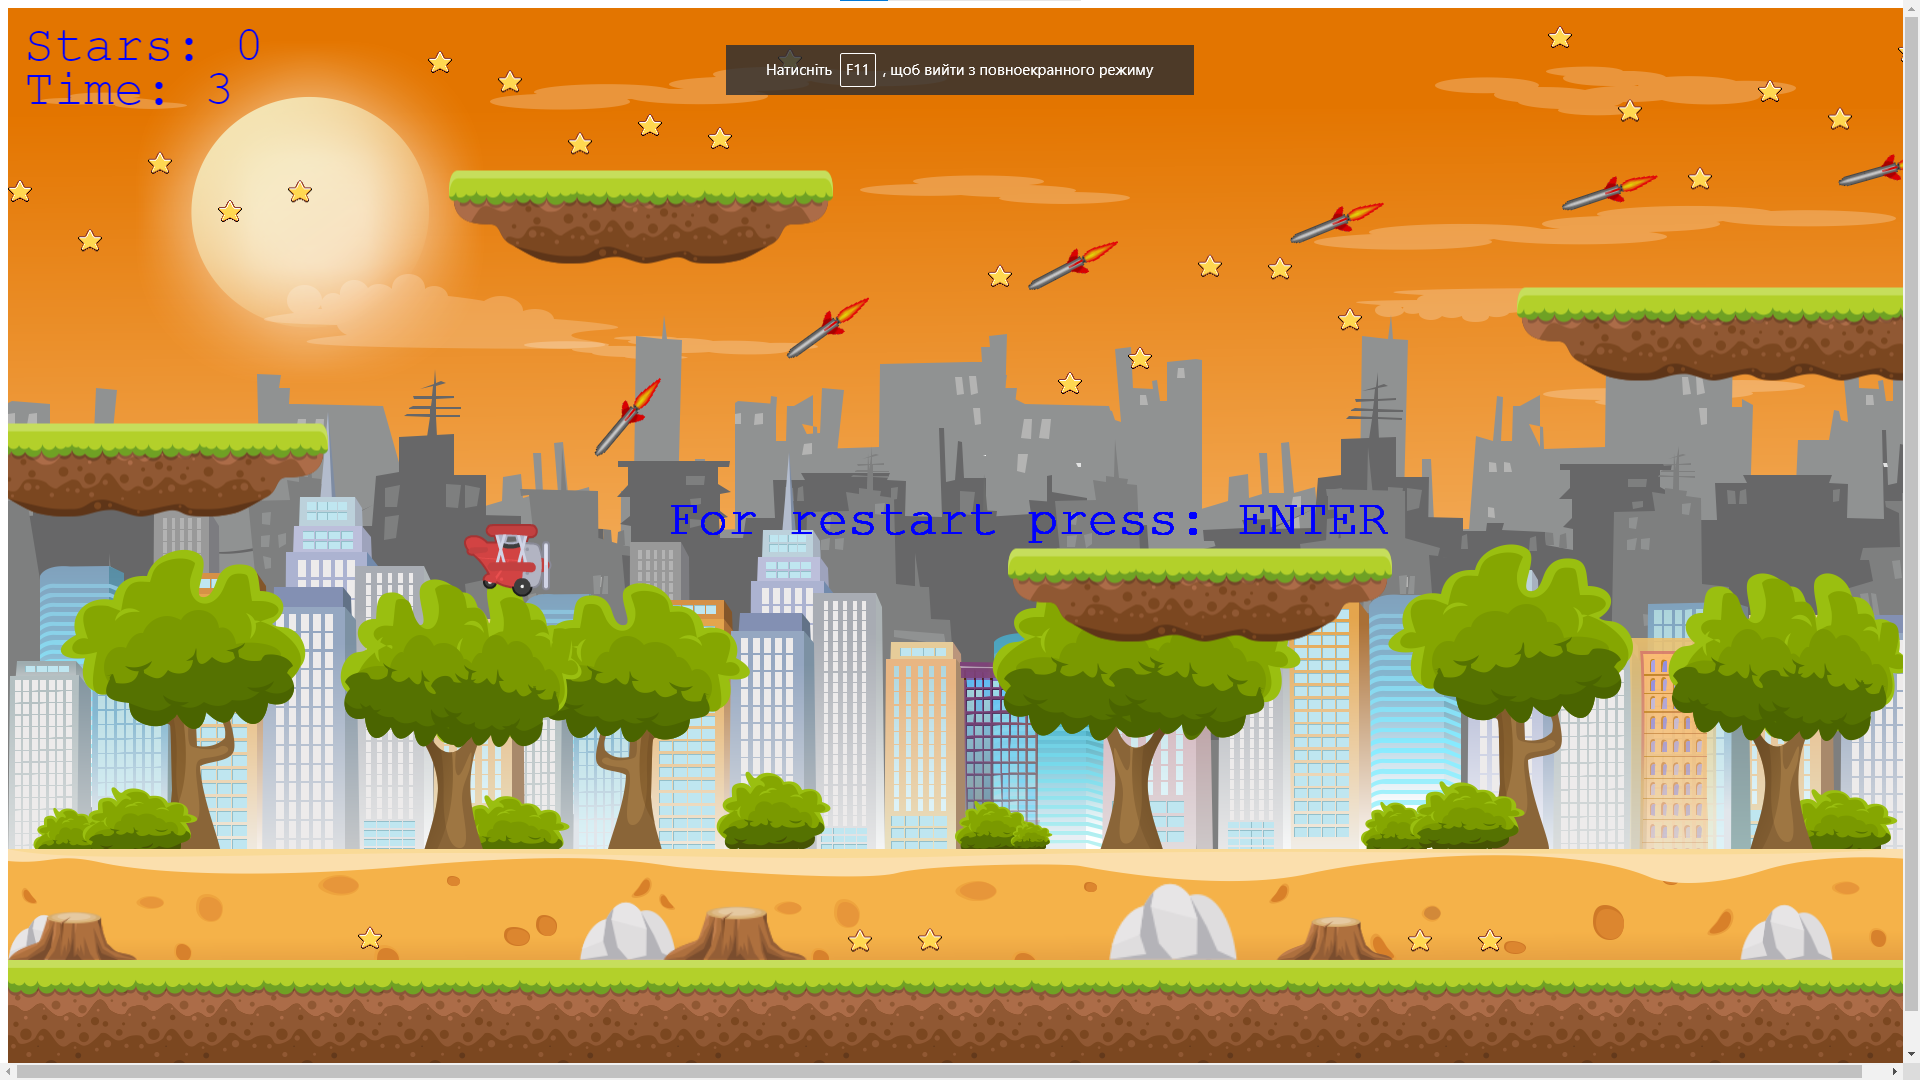 Stars: 0
Time: 3
Натисніть F11 , щоб вийти з повноекранного режиму
For restart press: ENTER